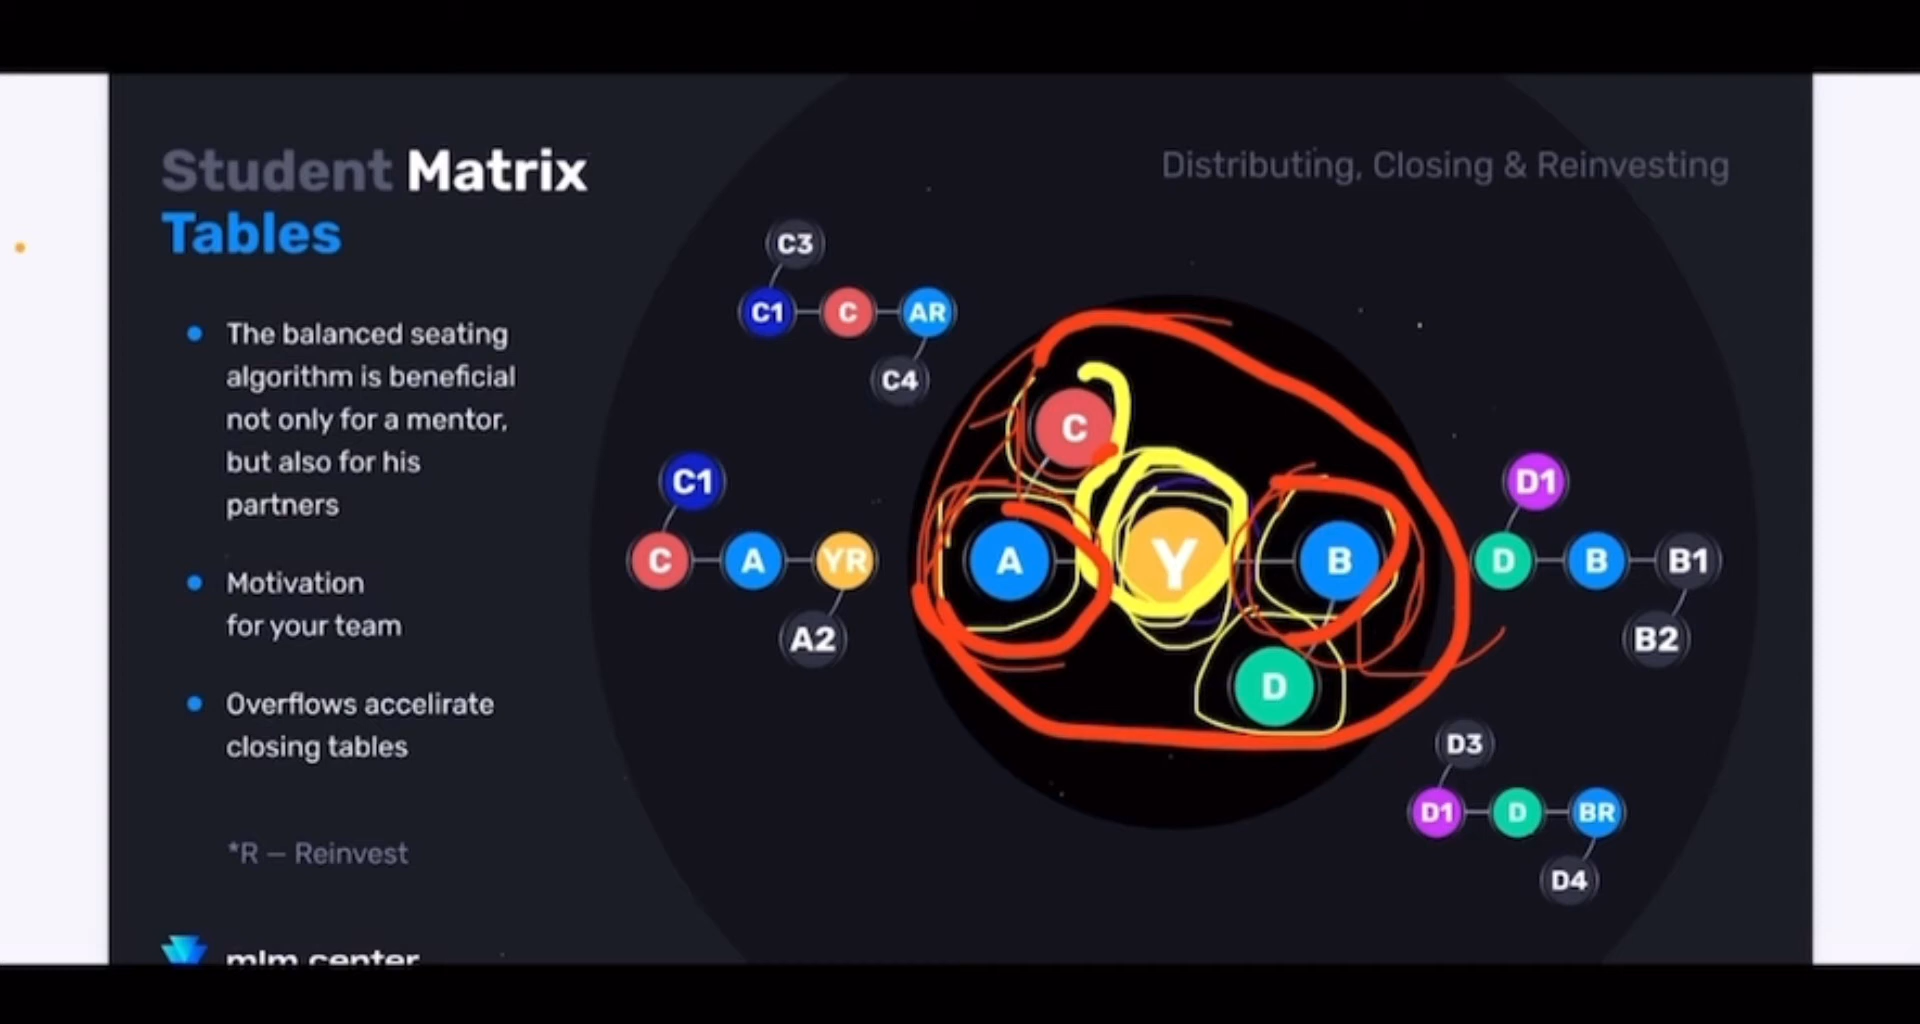 Student Matrix
Tables
Distributing, Closing & Reinvesting
The balanced seating
algorithm is beneficial
not only for a mentor,
but also for his
partners
Motivation
for your team
Overflows accelirate
closing tables
*R — Reinvest
mlm center
C3
C1 C AR
C4
C1
C A YR
A2
C
A Y B
D
D1
D B B1
B2
D3
D1 D BR
D4